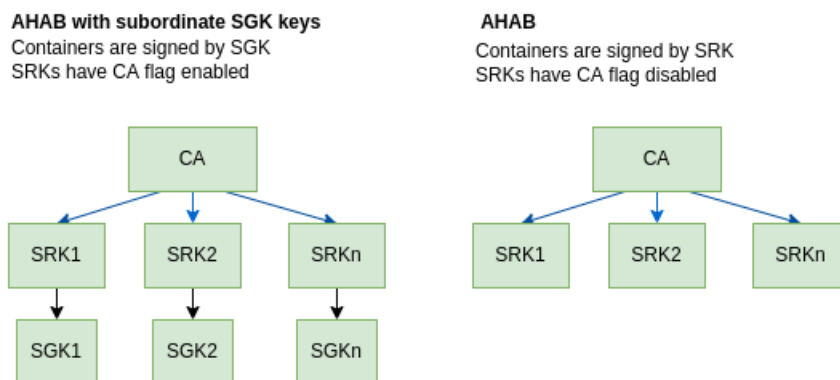 AHAB with subordinate SGK keys
Containers are signed by SGK
SRKs have CA flag enabled
AHAB
Containers are signed by SRK
SRKs have CA flag disabled
CA
SRK1 SRK2 SRKn
SGK1 SGK2 SGKn
CA
SRK1 SRK2 SRKn